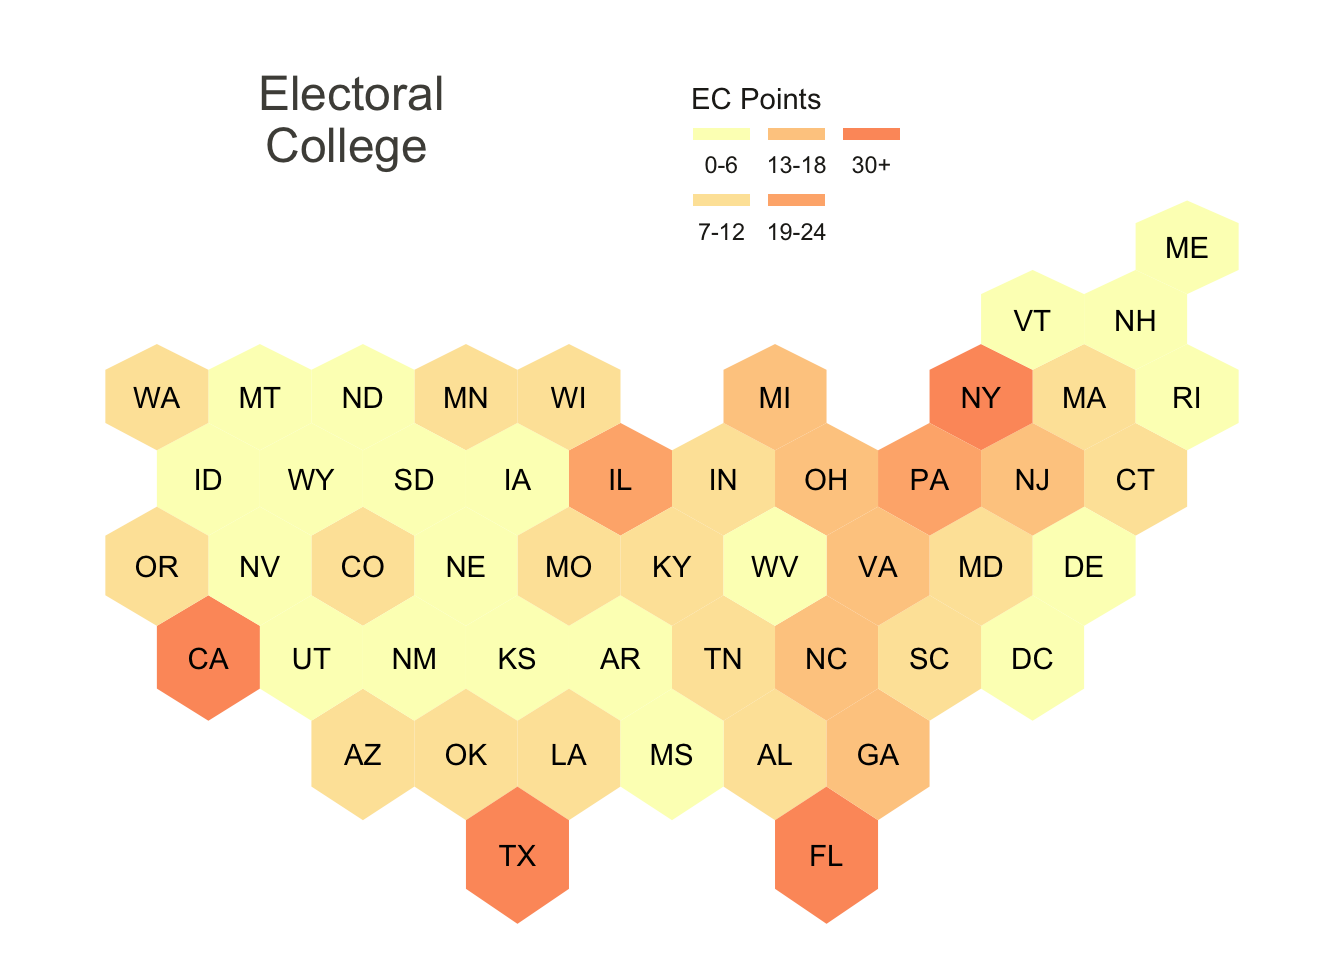 Electoral
College
EC Points
0-6 13-18 30+
7-12 19-24
ME
VT NH
WA MT ND MN WI MI NY MA RI
ID WY SD IA IL IN OH PA NJ CT
OR NV CO NE MO KY WV VA MD DE
CA UT NM KS AR TN NC SC DC
AZ OK LA MS AL GA
TX FL